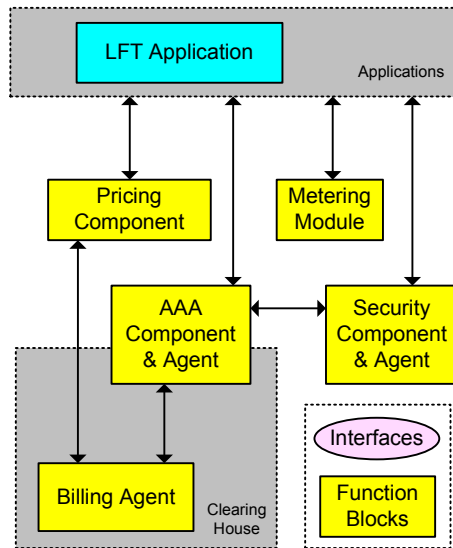 LFT Application
Applications
Pricing
Component
Metering
Module
AAA
Component
& Agent
Security
Component
& Agent
Billing Agent
Clearing
House
Interfaces
Function
Blocks